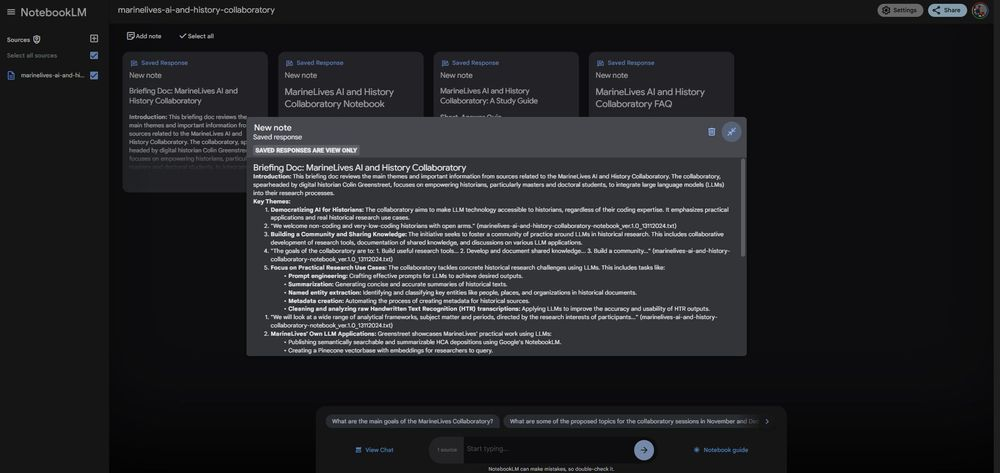 NotebookLM
marinelives-ai-and-history-collaboratory
Settings
Share
Sources
Select all sources
marinelives-ai-and-hi...
Add note
Select all
Saved Response
New note
Briefing Doc: MarineLives AI and
History Collaboratory
Introduction: This briefing doc reviews the
main themes and important information from
sources related to the MarineLives AI and
History Collaboratory. The collaboratory,
headed by digital historian Colin Greenstreet,
focuses on empowering historians, particularly
Saved Response
New note
MarineLives AI and History
Collaboratory Notebook
Saved Response
New note
MarineLives AI and History
Collaboratory: A Study Guide
Short-Answer Quiz
Saved Response
New note
MarineLives AI and History
Collaboratory FAQ
New note
Saved response
SAVED RESPONSES ARE VIEW ONLY
Briefing Doc: MarineLives AI and History Collaboratory
Introduction: This briefing doc reviews the main themes and important information from sources related to the MarineLives AI and History Collaboratory. The collaboratory,
spearheaded by digital historian Colin Greenstreet, focuses on empowering historians, particularly masters and doctoral students, to integrate large language models (LLMs)
into their research processes.
Key Themes:
1. Democratizing AI for Historians: The collaboratory aims to make LLM technology accessible to historians, regardless of their coding expertise. It emphasizes practical
applications and real historical research use cases.
2. "We welcome non-coding and very-low-coding historians with open arms." (marinelives-ai-and-history-collaboratory-notebook_ver.1.0_13112024.txt)
3. Building a Community and Sharing Knowledge: The initiative seeks to foster a community of practice around LLMs in historical research. This includes collaborative
development of research tools, documentation of shared knowledge, and discussions on various LLM applications.
4. "The goals of the collaboratory are to: 1. Build useful research tools... 2. Develop and document shared knowledge... 3. Build a community..." (marinelives-ai-and-history-
collaboratory-notebook_ver.1.0_13112024.txt)
5. Focus on Practical Research Use Cases: The collaboratory tackles concrete historical research challenges using LLMs. This includes tasks like:
• Prompt engineering: Crafting effective prompts for LLMs to achieve desired outputs.
• Summarization: Generating concise and accurate summaries of historical texts.
• Named entity extraction: Identifying and classifying key entities like people, places, and organizations in historical documents.
• Metadata creation: Automating the process of creating metadata for historical sources.
• Cleaning and analyzing raw Handwritten Text Recognition (HTR) transcriptions: Applying LLMs to improve the accuracy and usability of HTR outputs.
1. "We will look at a wide range of analytical frameworks, subject matter and periods, directed by the research interests of participants..." (marinelives-ai-and-history-
collaboratory-notebook_ver.1.0_13112024.txt)
2. MarineLives' Own LLM Applications: Greenstreet showcases MarineLives' practical work using LLMs:
• Publishing semantically searchable and summarizable HCA depositions using Google's NotebookLM.
• Creating a Pinecone vectorbase with embeddings for researchers to query.
What are the main goals of the MarineLives Collaboratory?
What are some of the proposed topics for the collaboratory sessions in November and De
View Chat
1 source
Start typing...
Notebook guide
NotebookLM can make mistakes, so double-check it.